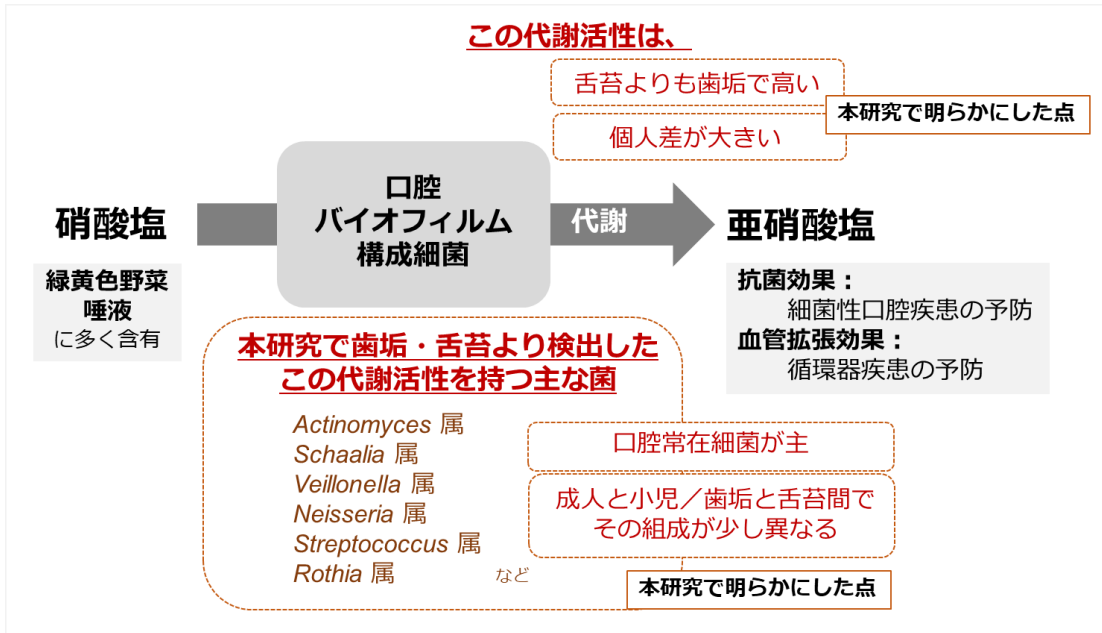 この代謝活性は、
舌苔よりも歯垢で高い
個人差が大きい
本研究で明らかにした点
硝酸塩
緑黄色野菜
唾液
に多く含有
口腔
バイオフィルム
構成細菌
代謝
亜硝酸塩
抗菌効果：
細菌性口腔疾患の予防
血管拡張効果：
循環器疾患の予防
本研究で歯垢・舌苔より検出した
この代謝活性を持つ主な菌
Actinomyces 属
Schaalia 属
Veillonella 属
Neisseria 属
Streptococcus 属
Rothia 属 など
口腔常在細菌が主
成人と小児／歯垢と舌苔間で
その組成が少し異なる
本研究で明らかにした点